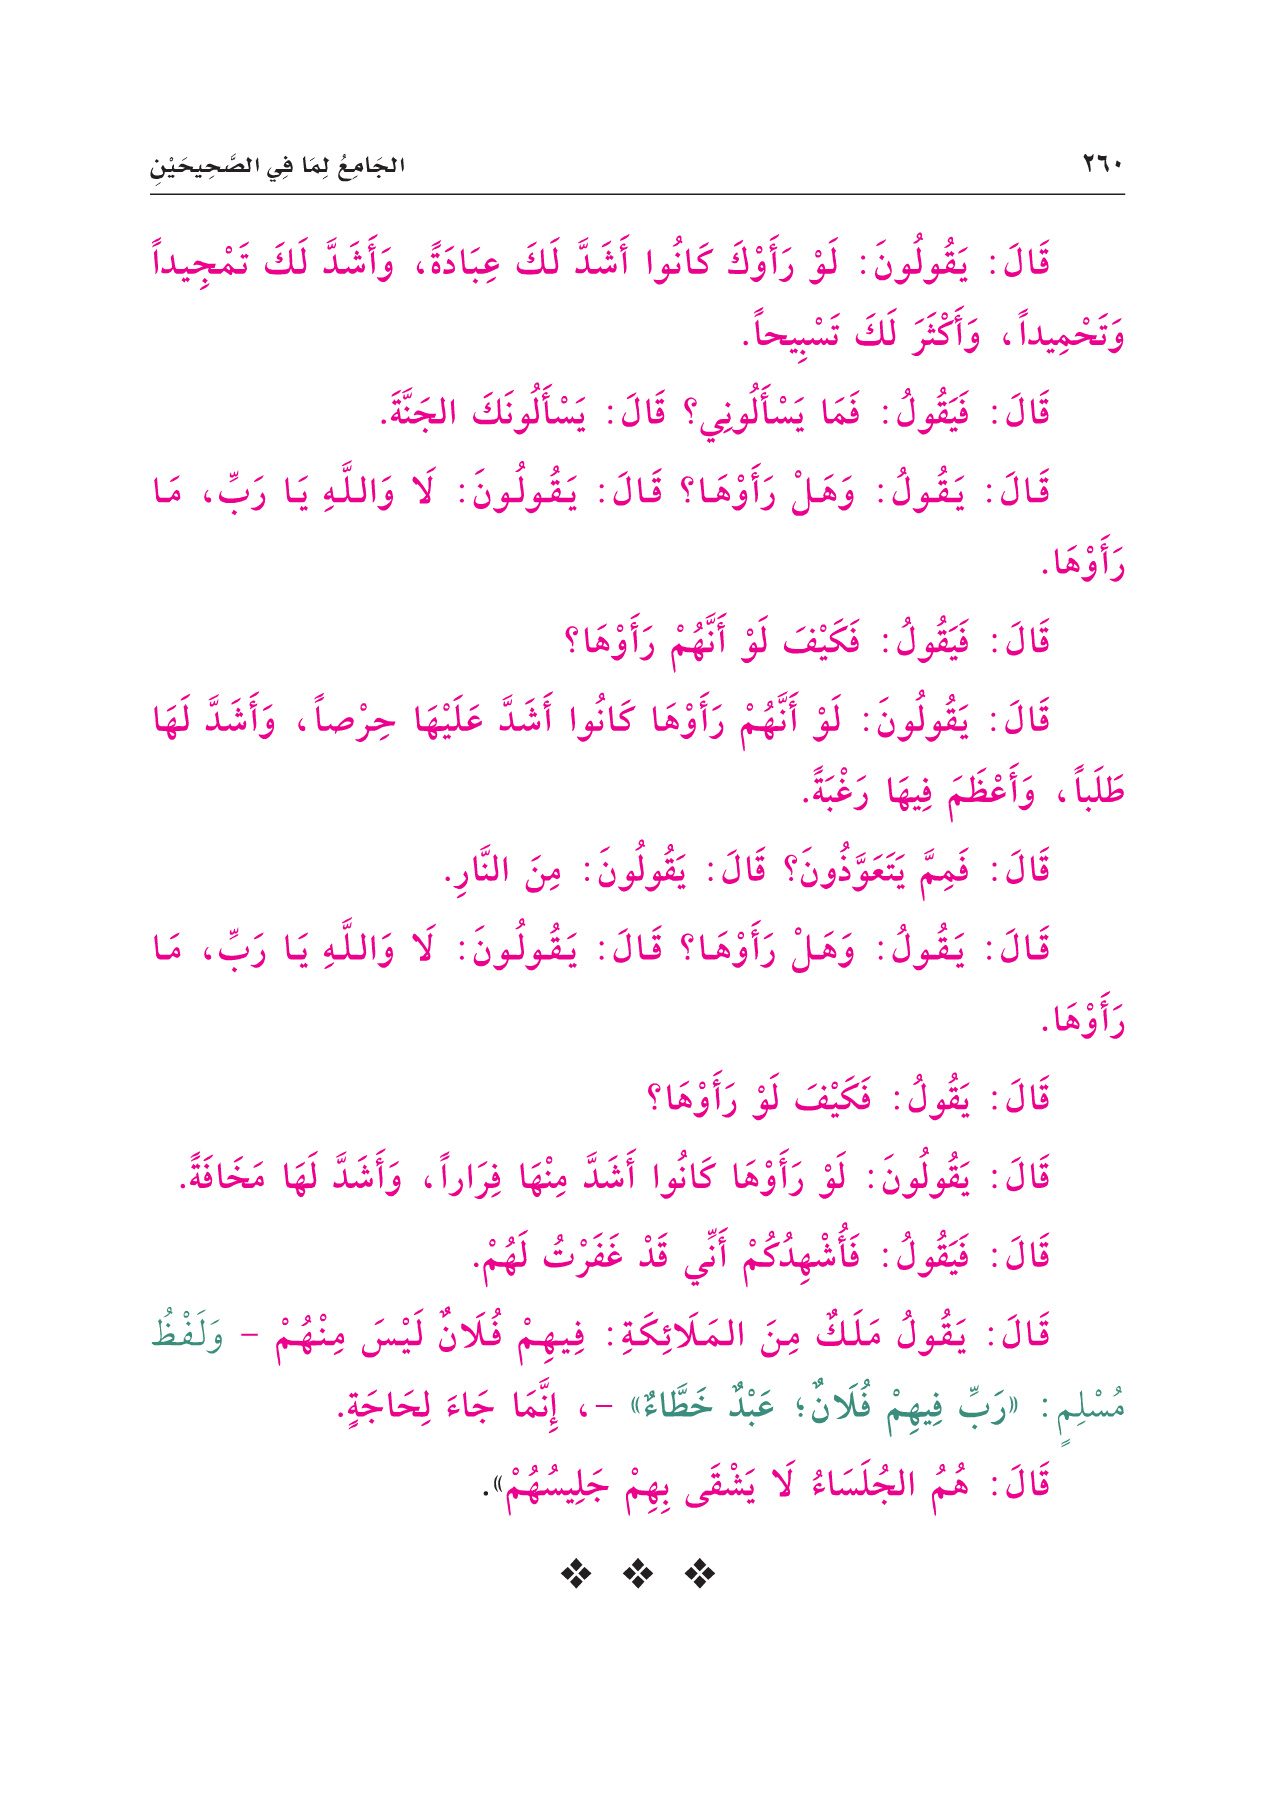 ٢٦٠ الجَامِعُ لِمَا فِي الصَّحِيحَيْنِ
قَالَ: يَقُولُونَ: لَوْ رَأَوْكَ كَانُوا أَشَدَّ لَكَ عِبَادَةً، وَأَشَدَّ لَكَ تَمْجِيداً
وَتَحْمِيداً، وَأَكْثَرَ لَكَ تَسْبِيحاً.
قَالَ: فَيَقُولُ: فَمَا يَسْأَلُونِي؟ قَالَ: يَسْأَلُونَكَ الجَنَّةَ.
قَالَ: يَقُولُ: وَهَلْ رَأَوْهَا؟ قَالَ: يَقُولُونَ: لَا وَاللَّهِ يَا رَبِّ، مَا
رَأَوْهَا.
قَالَ: فَيَقُولُ: فَكَيْفَ لَوْ أَنَّهُمْ رَأَوْهَا؟
قَالَ: يَقُولُونَ: لَوْ أَنَّهُمْ رَأَوْهَا كَانُوا أَشَدَّ عَلَيْهَا حِرْصاً، وَأَشَدَّ لَهَا
طَلَباً، وَأَعْظَمَ فِيهَا رَغْبَةً.
قَالَ: فَمِمَّ يَتَعَوَّذُونَ؟ قَالَ: يَقُولُونَ: مِنَ النَّارِ.
قَالَ: يَقُولُ: وَهَلْ رَأَوْهَا؟ قَالَ: يَقُولُونَ: لَا وَاللَّهِ يَا رَبِّ، مَا
رَأَوْهَا.
قَالَ: يَقُولُ: فَكَيْفَ لَوْ رَأَوْهَا؟
قَالَ: يَقُولُونَ: لَوْ رَأَوْهَا كَانُوا أَشَدَّ مِنْهَا فِرَاراً، وَأَشَدَّ لَهَا مَخَافَةً.
قَالَ: فَيَقُولُ: فَأُشْهِدُكُمْ أَنِّي قَدْ غَفَرْتُ لَهُمْ.
قَالَ: يَقُولُ مَلَكٌ مِنَ المَلَائِكَةِ: فِيهِمْ فُلَانٌ لَيْسَ مِنْهُمْ - وَلَفْظُ
مُسْلِمٍ: «رَبِّ فِيهِمْ فُلَانٌ؛ عَبْدٌ خَطَّاءٌ» -، إِنَّمَا جَاءَ لِحَاجَةٍ.
قَالَ: هُمُ الجُلَسَاءُ لَا يَشْقَى بِهِمْ جَلِيسُهُمْ».